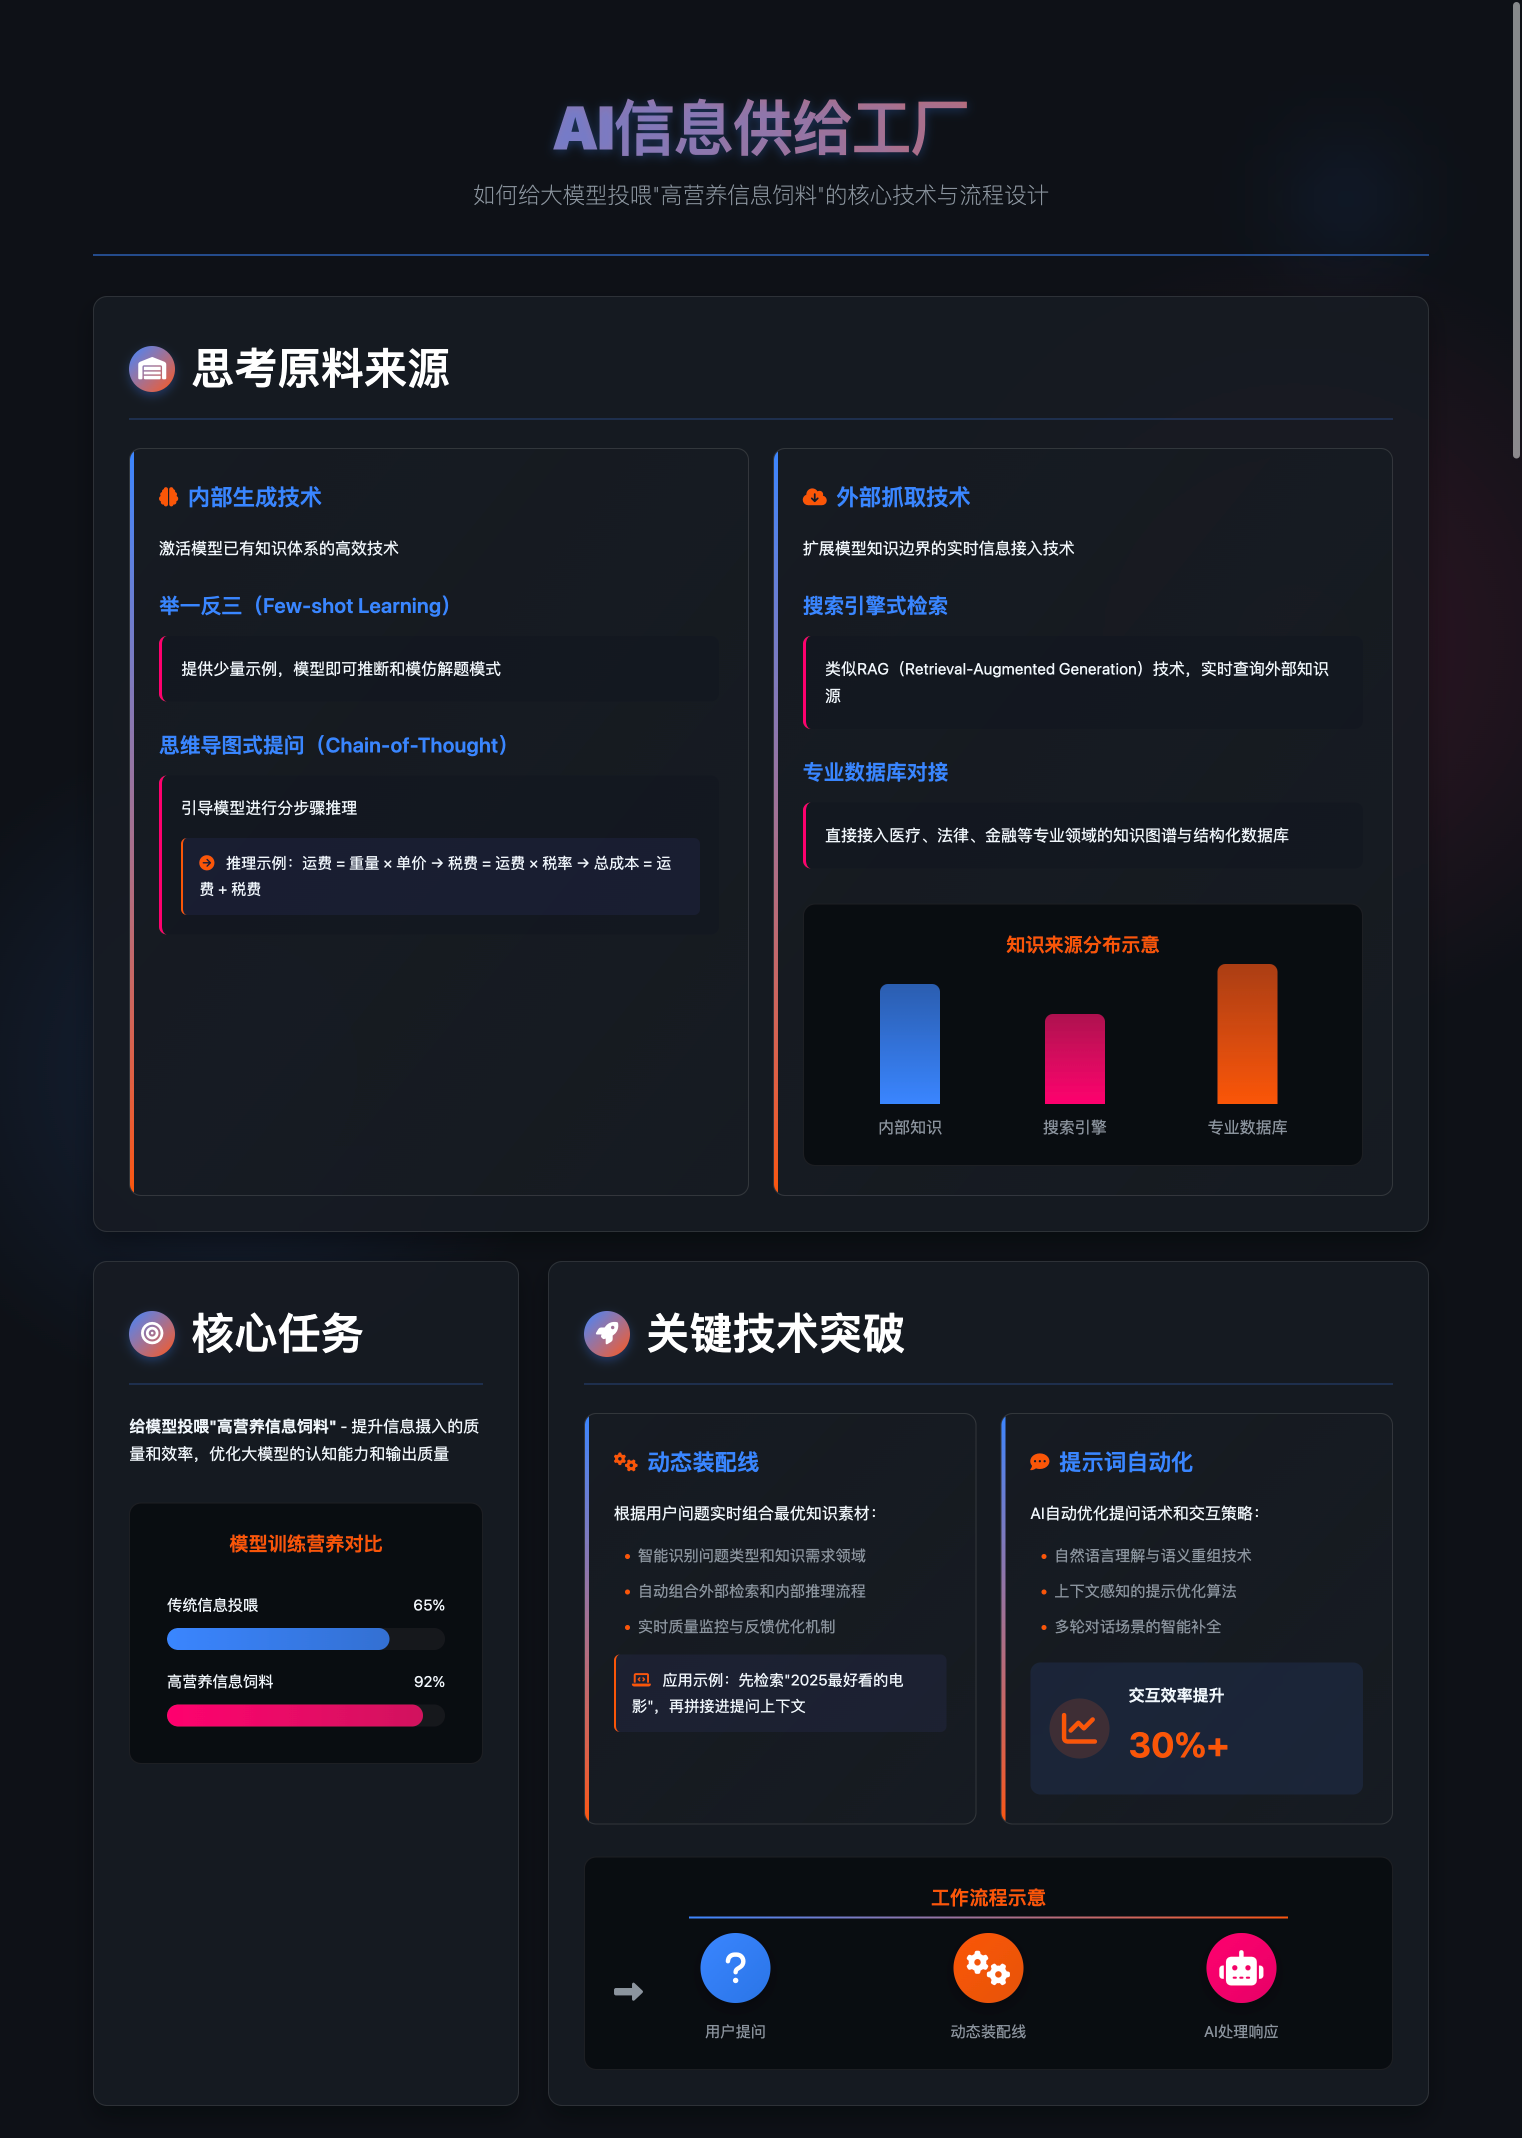 AI信息供给工厂
如何给大模型投喂"高营养信息饲料"的核心技术与流程设计
思考原料来源
内部生成技术
激活模型已有知识体系的高效技术
举一反三（Few-shot Learning）
提供少量示例，模型即可推断和模仿解题模式
思维导图式提问（Chain-of-Thought）
引导模型进行分步骤推理
推理示例：运费 = 重量 × 单价 → 税费 = 运费 × 税率 → 总成本 = 运
费 + 税费
外部抓取技术
扩展模型知识边界的实时信息接入技术
搜索引擎式检索
类似RAG（Retrieval-Augmented Generation）技术，实时查询外部知识
源
专业数据库对接
直接接入医疗、法律、金融等专业领域的知识图谱与结构化数据库
知识来源分布示意
内部知识
搜索引擎
专业数据库
核心任务
给模型投喂"高营养信息饲料" - 提升信息摄入的质
量和效率，优化大模型的认知能力和输出质量
模型训练营养对比
传统信息投喂 65%
高营养信息饲料 92%
关键技术突破
动态装配线
根据用户问题实时组合最优知识素材：
智能识别问题类型和知识需求领域
自动组合外部检索和内部推理流程
实时质量监控与反馈优化机制
应用示例：先检索"2025最好看的电
影"，再拼接进提问上下文
提示词自动化
AI自动优化提问话术和交互策略：
自然语言理解与语义重组技术
上下文感知的提示优化算法
多轮对话场景的智能补全
交互效率提升
30%+
工作流程示意
用户提问
动态装配线
AI处理响应